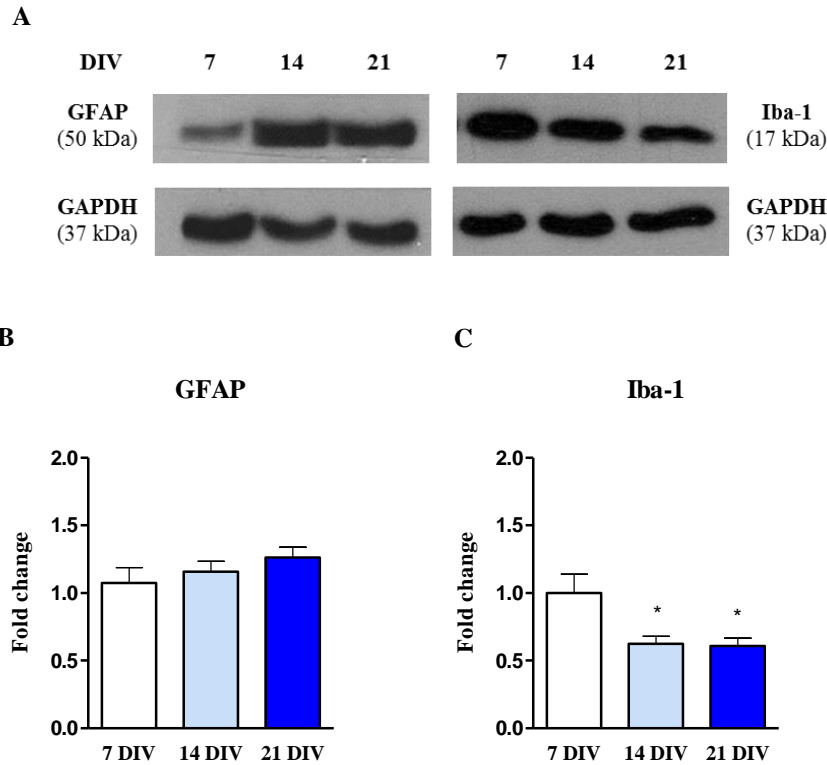 A
DIV 7 14 21 7 14 21
GFAP
(50 kDa)
Iba-1
(17 kDa)
GAPDH
(37 kDa)
GAPDH
(37 kDa)
B
GFAP
Fold change
2.0
1.5
1.0
0.5
0.0
7 DIV 14 DIV 21 DIV
C
Iba-1
Fold change
2.0
1.5
1.0
0.5
0.0
* *
7 DIV 14 DIV 21 DIV